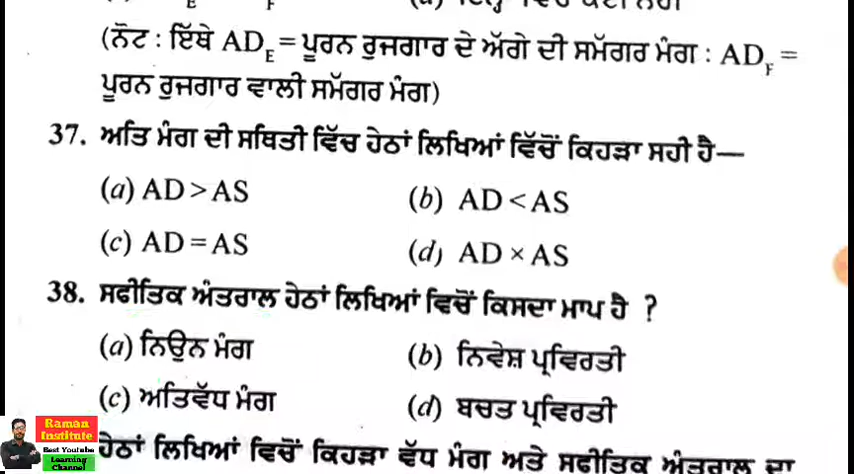 (ਨੋਟ : ਇੱਥੇ AD_E = ਪੂਰਨ ਰੁਜਗਾਰ ਦੇ ਅੱਗੇ ਦੀ ਸਮੱਗਰ ਮੰਗ : AD_F =
ਪੂਰਨ ਰੁਜਗਾਰ ਵਾਲੀ ਸਮੱਗਰ ਮੰਗ)
37. ਅਤਿ ਮੰਗ ਦੀ ਸਥਿਤੀ ਵਿੱਚ ਹੇਠਾਂ ਲਿਖਿਆਂ ਵਿੱਚੋਂ ਕਿਹੜਾ ਸਹੀ ਹੈ—
(a) AD > AS (b) AD < AS
(c) AD = AS (d) AD × AS
38. ਸਫੀਤਿਕ ਅੰਤਰਾਲ ਹੇਠਾਂ ਲਿਖਿਆਂ ਵਿਚੋਂ ਕਿਸਦਾ ਮਾਪ ਹੈ ?
(a) ਨਿਊਨ ਮੰਗ (b) ਨਿਵੇਸ਼ ਪ੍ਰਵਿਰਤੀ
(c) ਅਤਿਵੱਧ ਮੰਗ (d) ਬਚਤ ਪ੍ਰਵਿਰਤੀ
ਹੇਠਾਂ ਲਿਖਿਆਂ ਵਿਚੋਂ ਕਿਹੜਾ ਵੱਧ ਮੰਗ ਅਤੇ ਸਫੀਤਿਕ ਅੰਤਰਾਲ ਦਾ
Raman
Institute
Best Youtube
Learning
Channel